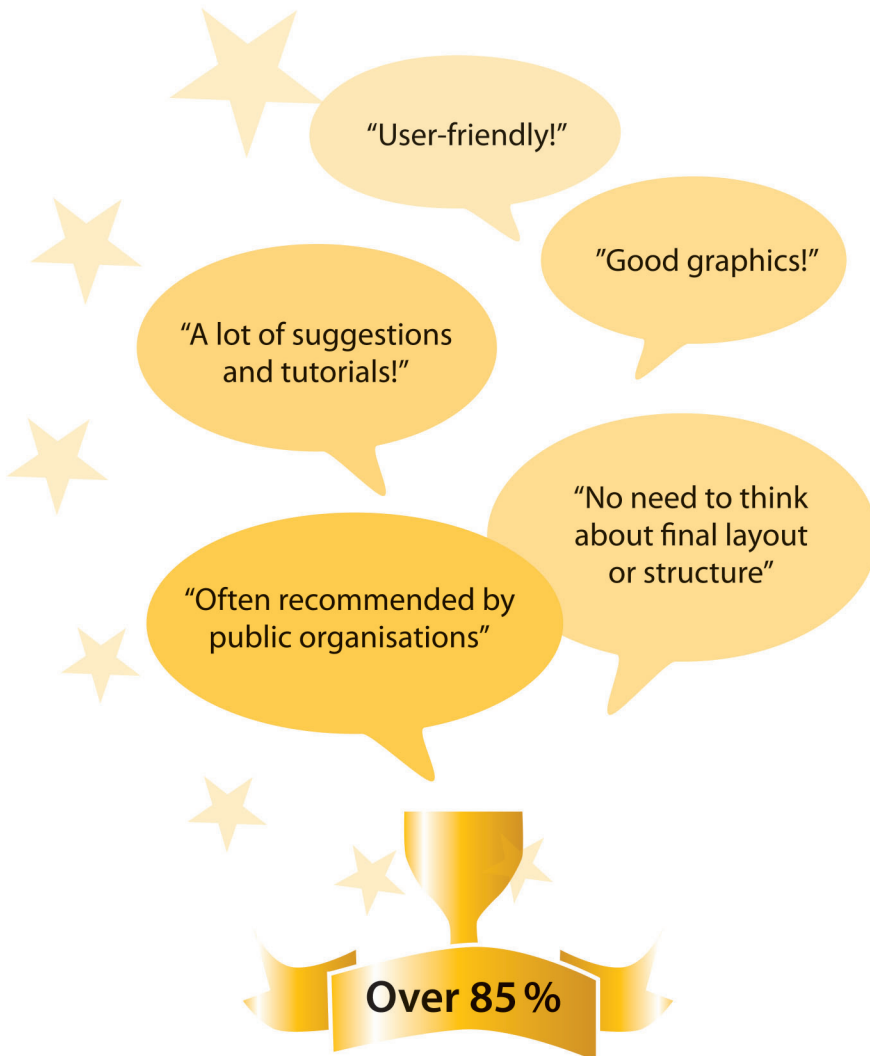 “User-friendly!”
”Good graphics!”
“A lot of suggestions
and tutorials!”
“No need to think
about final layout
or structure”
“Often recommended by
public organisations”
Over 85 %